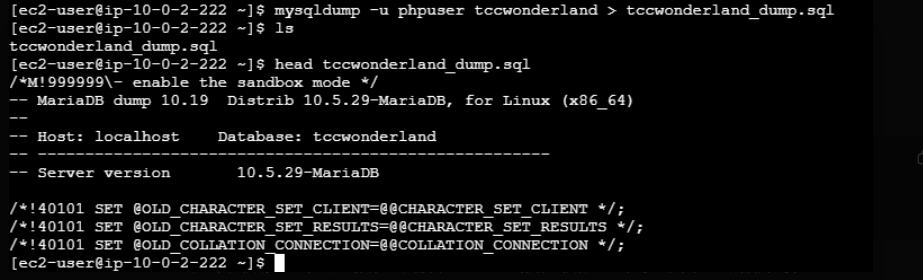 [ec2-user@ip-10-0-2-222 ~]$ mysqldump -u phpuser tccwonderland > tccwonderland_dump.sql
[ec2-user@ip-10-0-2-222 ~]$ ls
tccwonderland_dump.sql
[ec2-user@ip-10-0-2-222 ~]$ head tccwonderland_dump.sql
/*M!999999\- enable the sandbox mode */
-- MariaDB dump 10.19  Distrib 10.5.29-MariaDB, for Linux (x86_64)
--
-- Host: localhost    Database: tccwonderland
-- ------------------------------------------------------
-- Server version       10.5.29-MariaDB

/*!40101 SET @OLD_CHARACTER_SET_CLIENT=@@CHARACTER_SET_CLIENT */;
/*!40101 SET @OLD_CHARACTER_SET_RESULTS=@@CHARACTER_SET_RESULTS */;
/*!40101 SET @OLD_COLLATION_CONNECTION=@@COLLATION_CONNECTION */;
[ec2-user@ip-10-0-2-222 ~]$